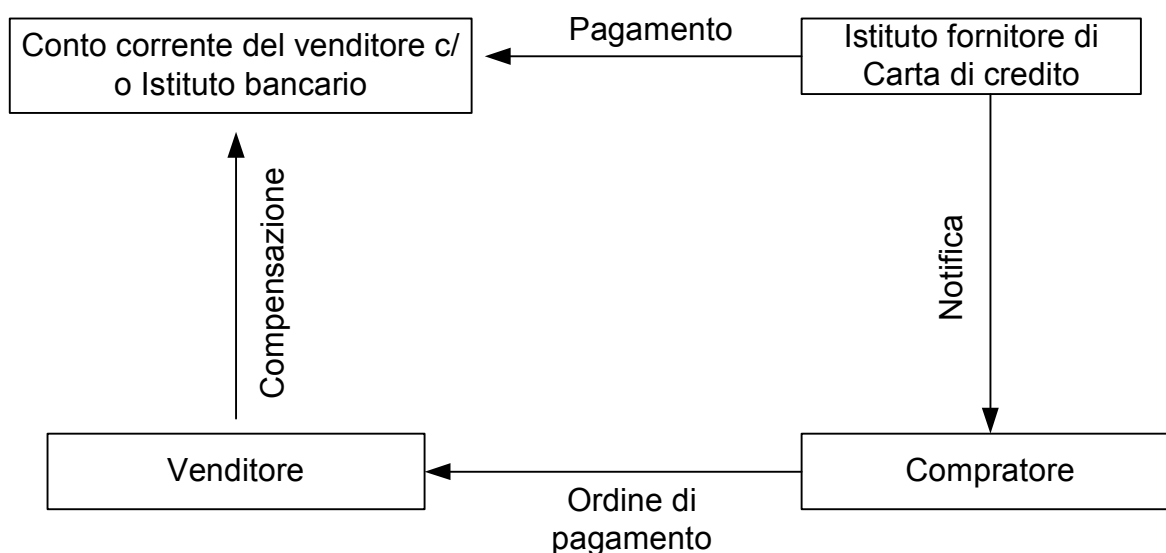 Conto corrente del venditore c/
o Istituto bancario
Pagamento
Istituto fornitore di
Carta di credito
Compensazione
Notifica
Venditore
Ordine di
pagamento
Compratore